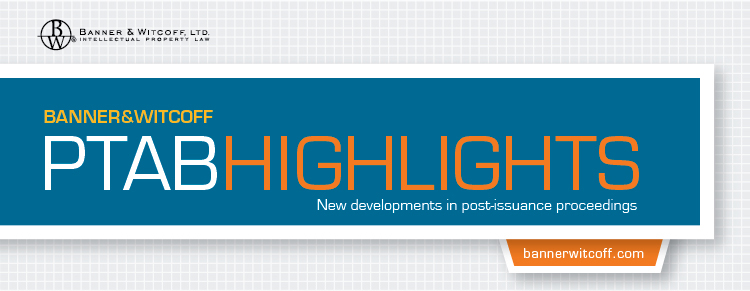 B
W
®
BANNER & WITCOFF, LTD.
INTELLECTUAL PROPERTY LAW
BANNER&WITCOFF
PTABHIGHLIGHTS
New developments in post-issuance proceedings
bannerwitcoff.com